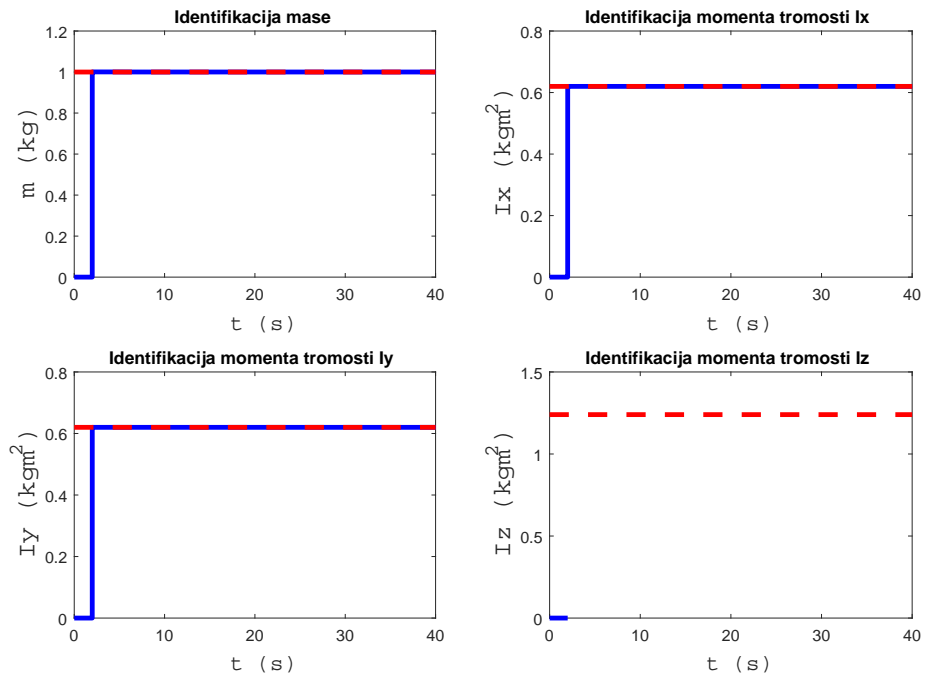 Identifikacija mase
1.2
1
0.8
0.6
0.4
0.2
0
m (kg)
0 10 20 30 40
t (s)
Identifikacija momenta tromosti Ix
0.8
0.6
0.4
0.2
0
Ix (kgm²)
0 10 20 30 40
t (s)
Identifikacija momenta tromosti Iy
0.8
0.6
0.4
0.2
0
Iy (kgm²)
0 10 20 30 40
t (s)
Identifikacija momenta tromosti Iz
1.5
1
0.5
0
Iz (kgm²)
0 10 20 30 40
t (s)